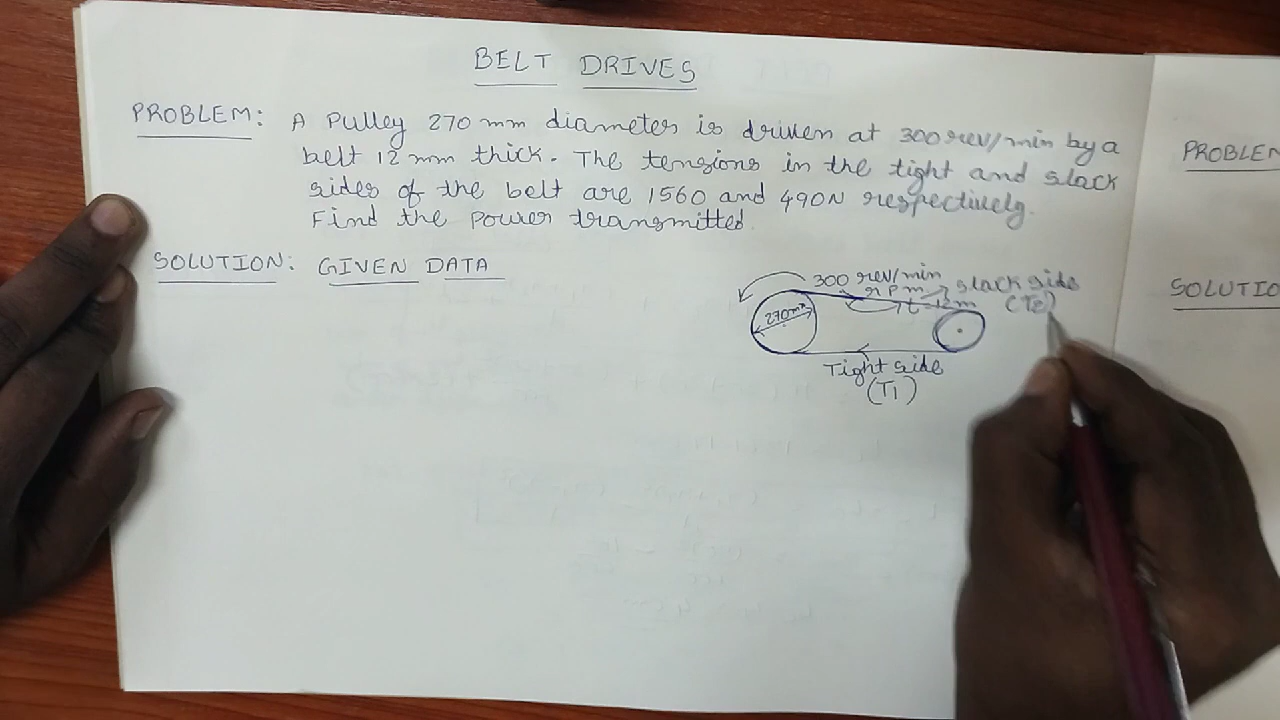 BELT DRIVES
PROBLEM: A Pulley 270 mm diameter is driven at 300 rev/min by a
belt 12 mm thick. The tensions in the tight and slack
sides of the belt are 1560 and 490N respectively.
Find the power transmitted.
SOLUTION: GIVEN DATA
300 rev/min
rpm
slack side
(T2)
t=12m
270mm
Tight side
(T1)
PROBLEM
SOLUTIO